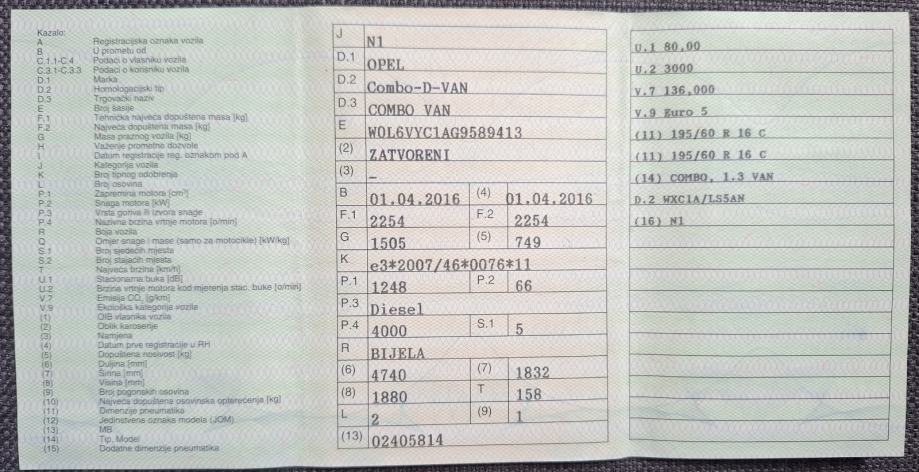 Kazalo:
A Registracijska oznaka vozila
B U prometu od
C.1.1-C.4 Podaci o vlasniku vozila
C.3.1-C.3.3 Podaci o korisniku vozila
D.1 Marka
D.2 Homologacijski tip
D.3 Trgovački naziv
E Broj šasije
F.1 Tehnička najveća dopuštena masa [kg]
F.2 Najveća dopuštena masa [kg]
G Masa praznog vozila [kg]
H Važenje prometne dozvole
I Datum registracije reg. oznakom pod A
J Kategorija vozila
K Broj tipnog odobrenja
L Broj osovina
P.1 Zapremina motora [cm³]
P.2 Snaga motora [kW]
P.3 Vrsta goriva ili izvora snage
P.4 Nazivna brzina vrtnje motora [o/min]
R Boja vozila
Q Omjer snage i mase (samo za motocikle) [kW/kg]
S.1 Broj sjedećih mjesta
S.2 Broj stajaćih mjesta
T Najveća brzina [km/h]
U.1 Stacionarna buka [dB]
U.2 Brzina vrtnje motora kod mjerenja stac. buke [o/min]
V.7 Emisija CO₂ [g/km]
V.9 Ekološka kategorija vozila
(1) OIB vlasnika vozila
(2) Oblik karoserije
(3) Namjena
(4) Datum prve registracije u RH
(5) Dopuštena nosivost [kg]
(6) Duljina [mm]
(7) Širina [mm]
(8) Visina [mm]
(9) Broj pogonskih osovina
(10) Najveća dopuštena osovinska opterećenja [kg]
(11) Dimenzije pneumatika
(12) Jedinstvena oznaka modela (JOM)
(13) MB
(14) Tip, Model
(15) Dodatne dimenzije pneumatika
J N1
D.1 OPEL
D.2 Combo-D-VAN
D.3 COMBO VAN
E W0L6VYC1AG9589413
(2) ZATVORENI
(3) –
B 01.04.2016 (4) 01.04.2016
F.1 2254 F.2 2254
G 1505 (5) 749
K e3*2007/46*0076*11
P.1 1248 P.2 66
P.3 Diesel
P.4 4000 S.1 5
R BIJELA
(6) 4740 (7) 1832
(8) 1880 T 158
L 2 (9) 1
(13) 02405814
U.1 80,00
U.2 3000
V.7 136,000
V.9 Euro 5
(11) 195/60 R 16 C
(11) 195/60 R 16 C
(14) COMBO, 1.3 VAN
D.2 WXC1A/LS5AN
(16) N1